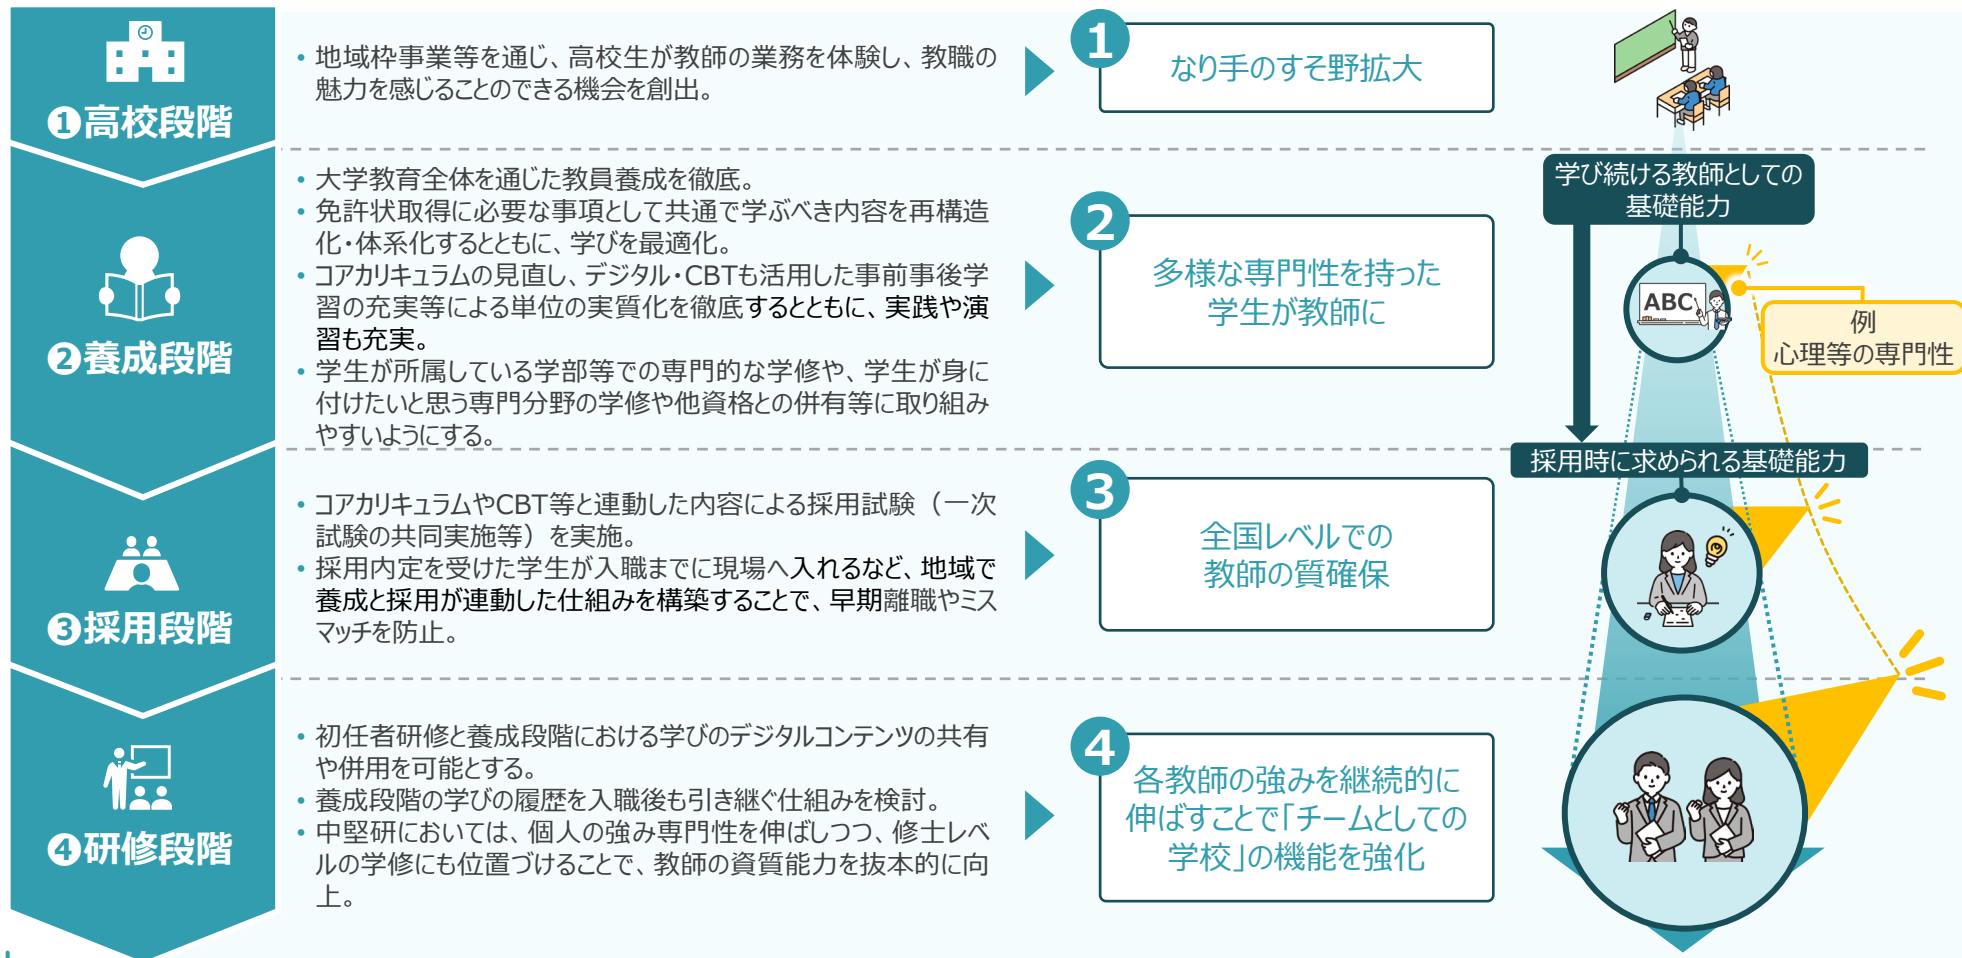 ❶高校段階
• 地域枠事業等を通じ、高校生が教師の業務を体験し、教職の
魅力を感じることのできる機会を創出。
1
なり手のすそ野拡大
❷養成段階
• 大学教育全体を通じた教員養成を徹底。
• 免許状取得に必要な事項として共通で学ぶべき内容を再構造
化・体系化するとともに、学びを最適化。
• コアカリキュラムの見直し、デジタル・CBTも活用した事前事後学
習の充実等による単位の実質化を徹底するとともに、実践や演
習も充実。
• 学生が所属している学部等での専門的な学修や、学生が身に
付けたいと思う専門分野の学修や他資格との併有等に取り組み
やすいようにする。
2
多様な専門性を持った
学生が教師に
学び続ける教師としての
基礎能力
ABC
例
心理等の専門性
❸採用段階
• コアカリキュラムやCBT等と連動した内容による採用試験（一次
試験の共同実施等）を実施。
• 採用内定を受けた学生が入職までに現場へ入れるなど、地域で
養成と採用が連動した仕組みを構築することで、早期離職やミス
マッチを防止。
3
全国レベルでの
教師の質確保
採用時に求められる基礎能力
❹研修段階
• 初任者研修と養成段階における学びのデジタルコンテンツの共有
や併用を可能とする。
• 養成段階の学びの履歴を入職後も引き継ぐ仕組みを検討。
• 中堅研においては、個人の強み専門性を伸ばしつつ、修士レベ
ルの学修にも位置づけることで、教師の資質能力を抜本的に向
上。
4
各教師の強みを継続的に
伸ばすことで「チームとしての
学校」の機能を強化